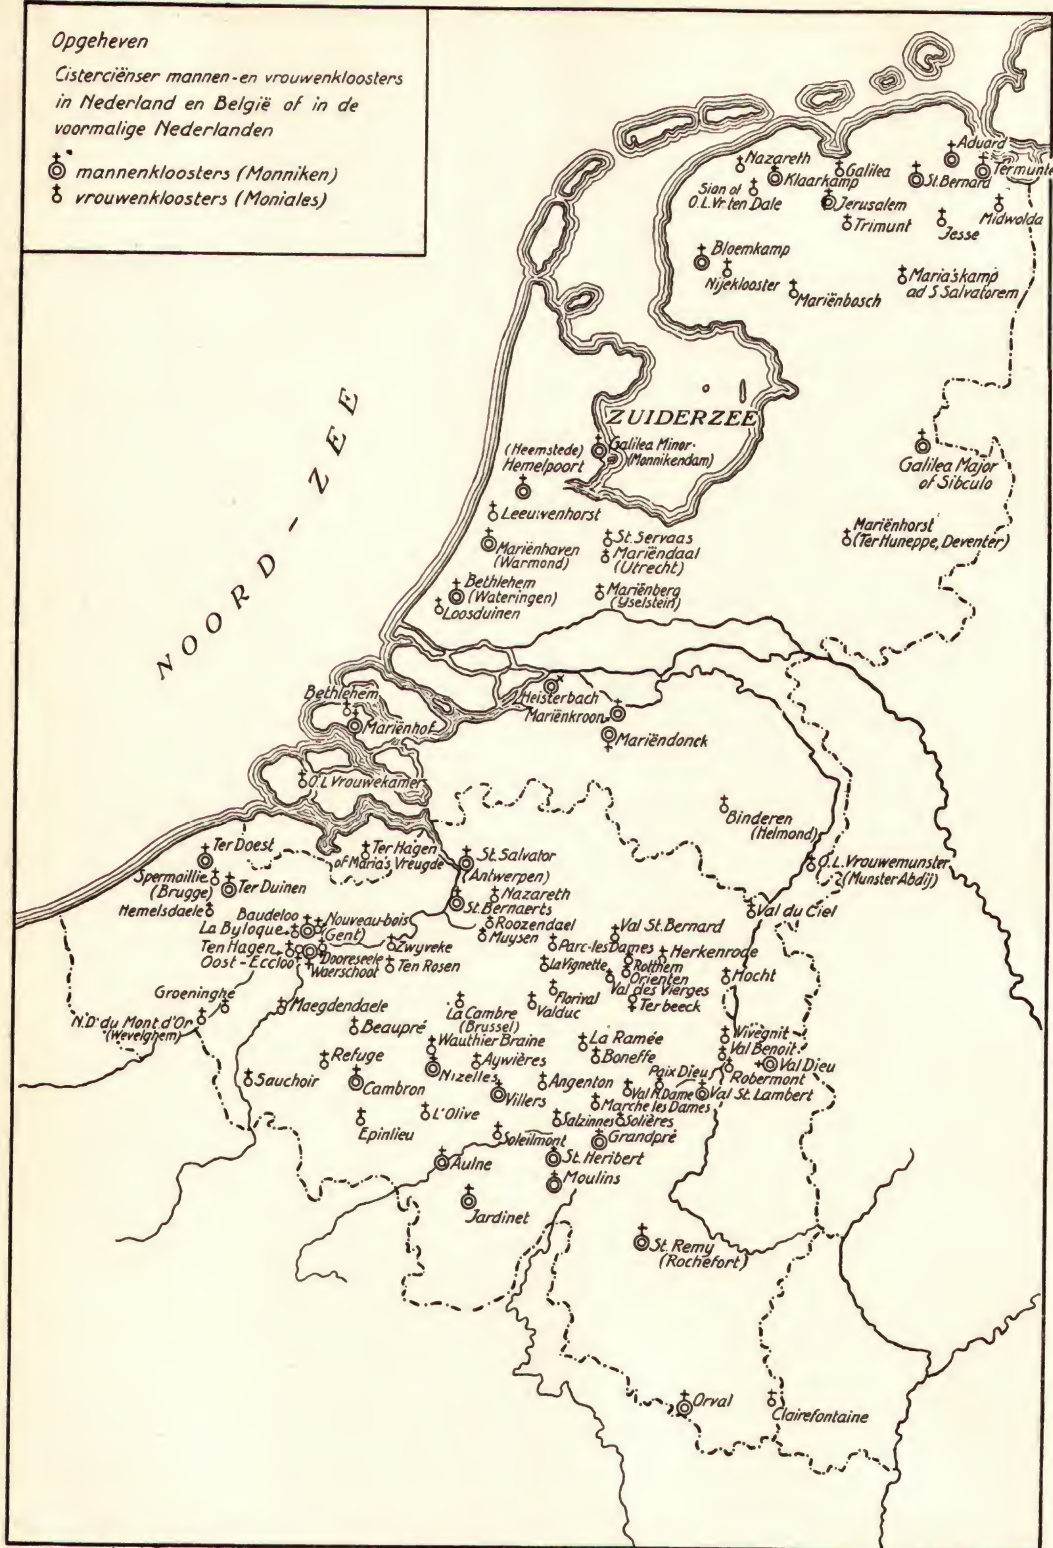 Opgeheven
Cisterciënser mannen-en vrouwenkloosters
in Nederland en België of in de
voormalige Nederlanden
mannenkloosters (Monniken)
vrouwenkloosters (Moniales)
Aduard
Nazareth
Galilea
Termunte
Klaarkamp
St. Bernard
Sion of
O.L.Vr. ten Dale
Jerusalem
Midwolda
Trimunt
Jesse
Bloemkamp
Nijeklooster
Mariënbosch
Maria'skamp
ad S Salvatorem
NOORD-ZEE
ZUIDERZEE
(Heemstede)
Hemelpoort
Galilea Minor
(Monnikendam)
Galilea Major
of Sibculo
Leeuwenhorst
Mariënhaven
(Warmond)
St. Servaas
Mariëndaal
(Utrecht)
Mariënhorst
(Ter Huneppe, Deventer)
Bethlehem
(Wateringen)
Loosduinen
Mariënberg
(Yselstein)
Bethlehem
Mariënhof
Heisterbach
Mariënkroon
Mariëndonck
O.L Vrouwekamers
Binderen
(Helmond)
Ter Doest
Ter Hagen
of Maria's Vreugde
St. Salvator
(Antwerpen)
O.L. Vrouwemunster
(Munster Abdij)
Spermaillie
(Brugge)
Ter Duinen
Nazareth
St. Bernaerts
Hemelsdaele
Val du Ciel
Baudeloo
Nouveau-bois
(Gent)
La Byloque
Roozendael
Muysen
Val St. Bernard
Ten Hagen
Oost-Eccloo
Dooreseele
Waerschoot
Zwyveke
Ten Rosen
Parc-les Dames
Herkenrode
La Vignette
Rotthem
Orienten
Hocht
Val des Vierges
Groeninghe
Maegdendaele
La Cambre
(Brussel)
Florival
Valduc
Terbeeck
N.D. du Mont d'Or
(Wevelghem)
Beaupré
Wauthier Braine
La Ramée
Vivegnit
Val Benoit
Refuge
Aywières
Boneffe
Val Dieu
Robermont
Nizelles
Paix Dieu
Sauchoir
Cambron
Angenton
Val N. Dame
Val St. Lambert
Villers
Marche les Dames
L'Olive
Salzinnes
Solières
Epinlieu
Soleilmont
Grandpré
Aulne
St. Heribert
Moulins
Jardinet
St. Remy
(Rochefort)
Orval
Clairefontaine